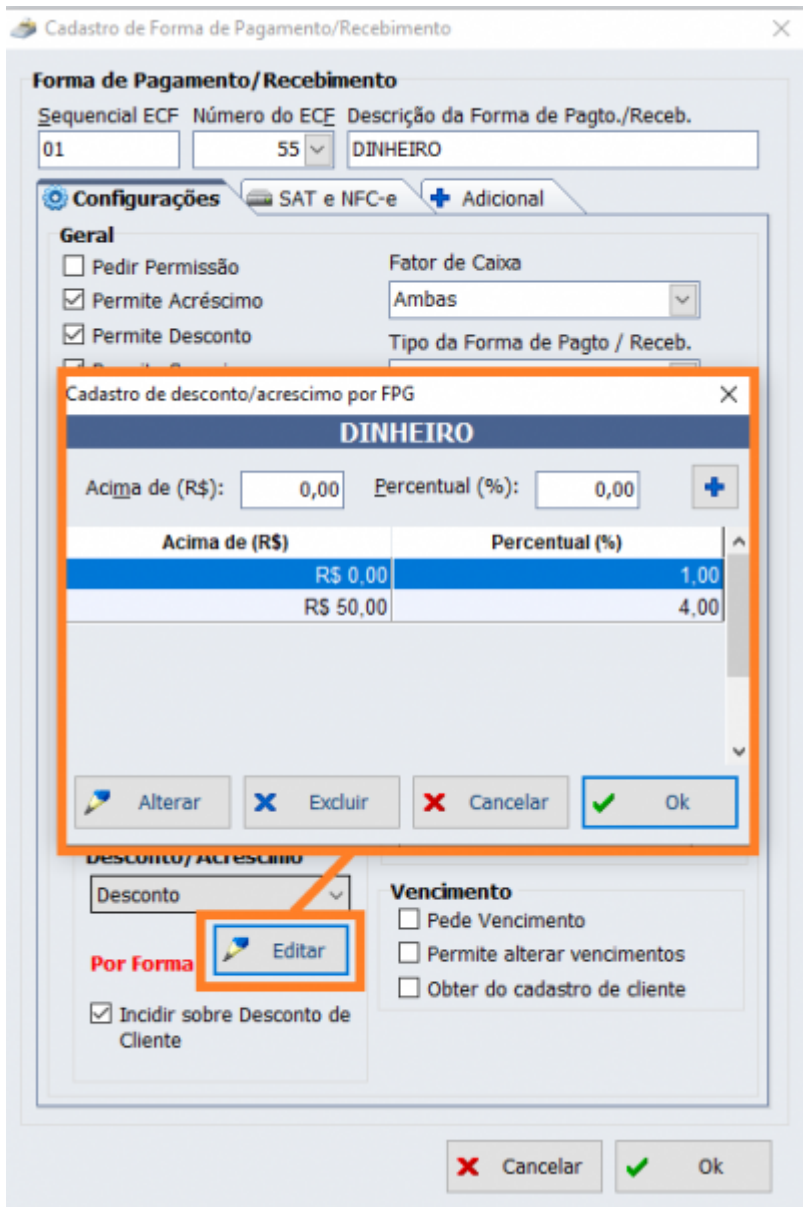 Cadastro de Forma de Pagamento/Recebimento
Forma de Pagamento/Recebimento
Sequencial ECF Número do ECF Descrição da Forma de Pagto./Receb.
01 55 DINHEIRO
Configurações SAT e NFC-e Adicional
Geral
Pedir Permissão Fator de Caixa
Permite Acréscimo Ambas
Permite Desconto Tipo da Forma de Pagto / Receb.
Cadastro de desconto/acrescimo por FPG
DINHEIRO
Acima de (R$): 0,00 Percentual (%): 0,00
Acima de (R$) Percentual (%)
R$ 0,00 1,00
R$ 50,00 4,00
Alterar Excluir Cancelar Ok
Desconto/Acréscimo
Desconto Vencimento
Pede Vencimento
Editar Permite alterar vencimentos
Por Forma
Obter do cadastro de cliente
Incidir sobre Desconto de
Cliente
Cancelar Ok